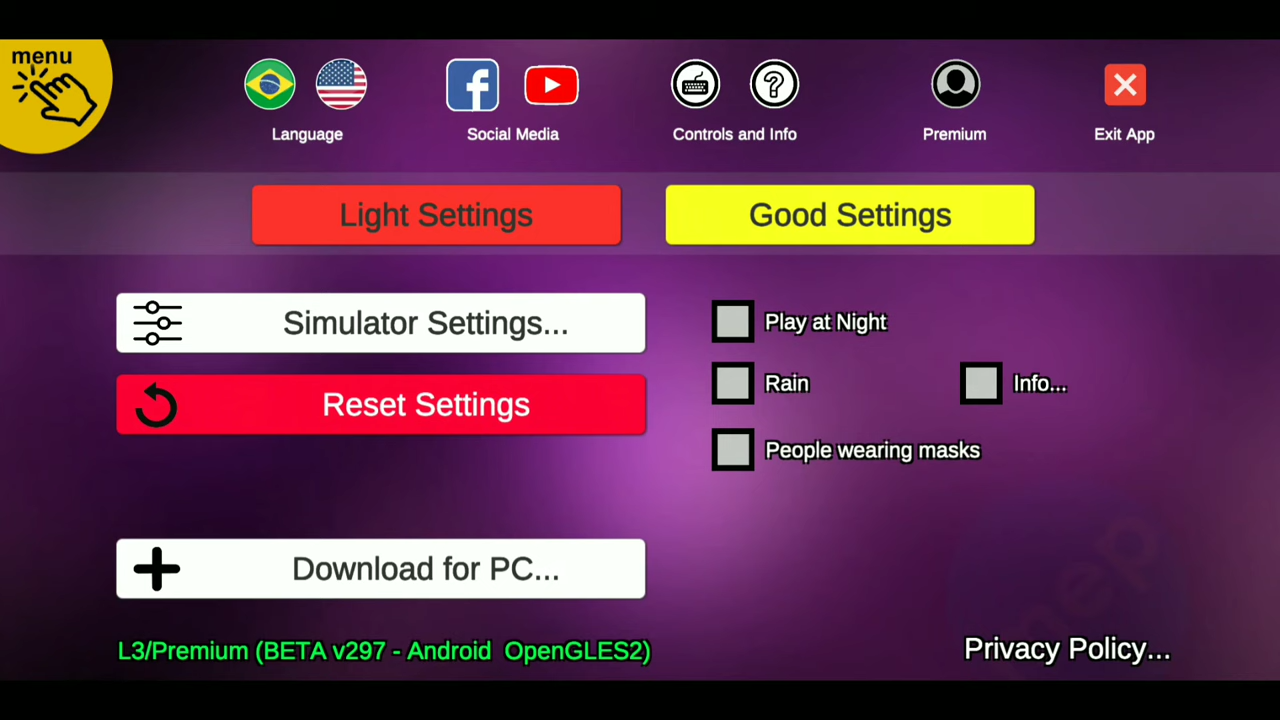 menu
Language
Social Media
Controls and Info
Premium
Exit App
Light Settings
Good Settings
Simulator Settings...
Play at Night
Reset Settings
Rain
Info...
People wearing masks
Download for PC...
L3/Premium (BETA v297 - Android OpenGLES2)
Privacy Policy...